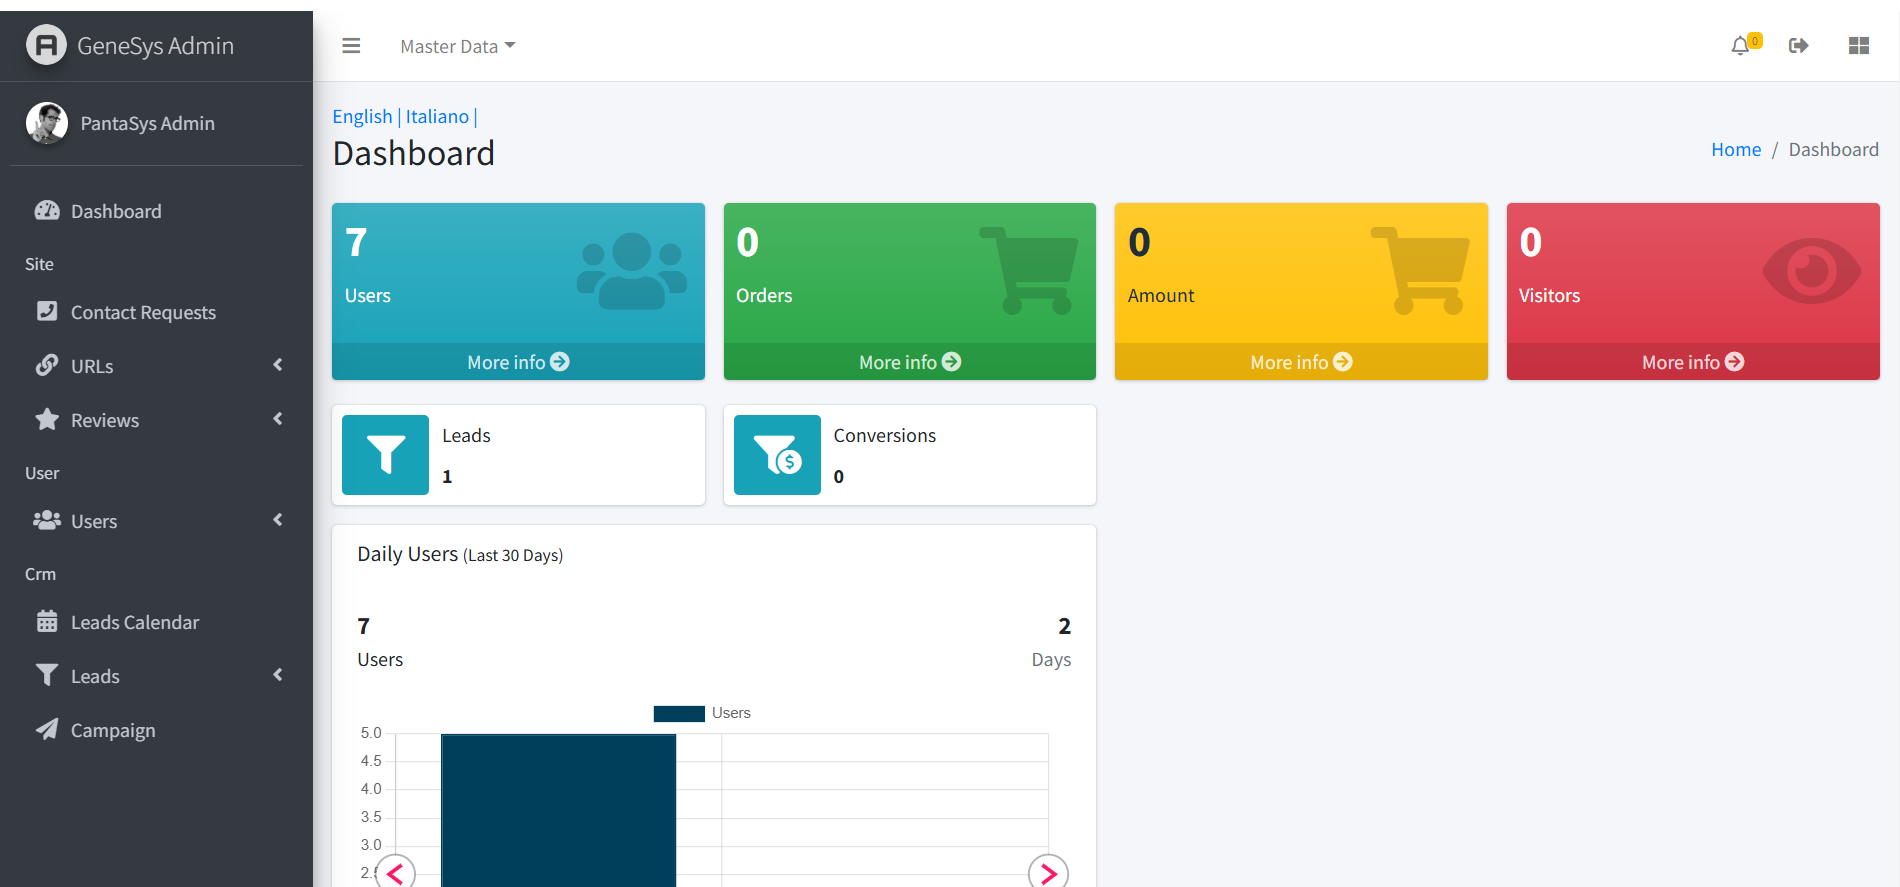 GeneSys Admin
Master Data
0
PantaSys Admin
English | Italiano |
Dashboard
Home / Dashboard
Dashboard
Site
Contact Requests
URLs
Reviews
User
Users
Crm
Leads Calendar
Leads
Campaign
7
Users
More info
0
Orders
More info
0
Amount
More info
0
Visitors
More info
Leads
1
Conversions
0
Daily Users (Last 30 Days)
7
Users
2
Days
Users
5.0
4.5
4.0
3.5
3.0